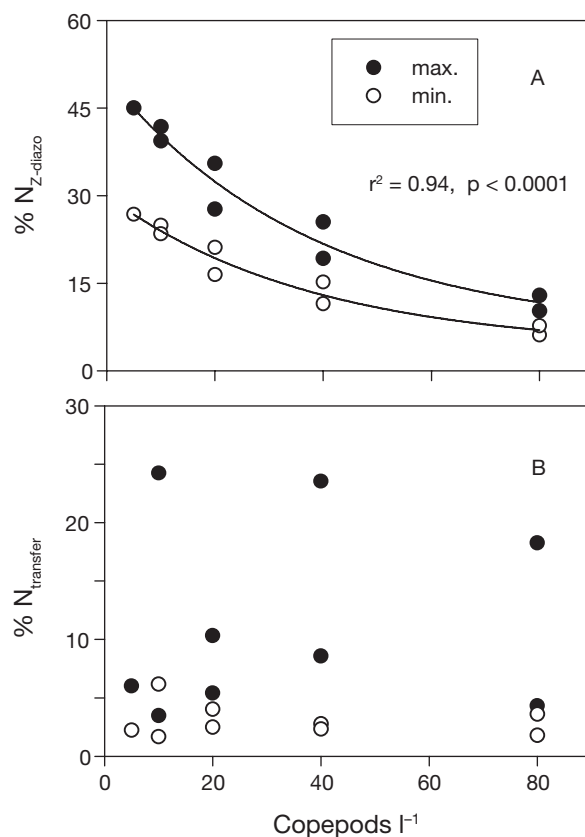 60
45
30
15
0
% N_Z-diazo
max.
min.
A
r² = 0.94, p < 0.0001
30
20
10
0
% N_transfer
B
0 20 40 60 80
Copepods l⁻¹